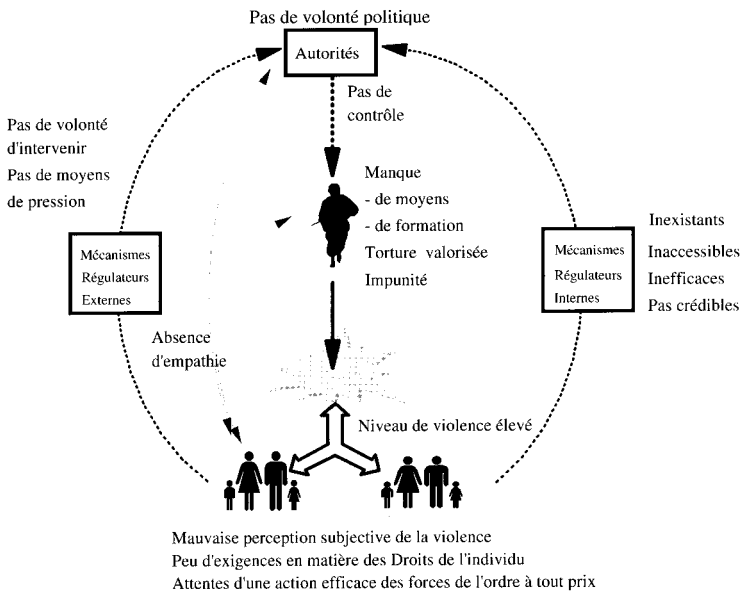 Pas de volonté politique
Autorités
Pas de
contrôle
Pas de volonté
d'intervenir
Pas de moyens
de pression
Manque
- de moyens
- de formation
Torture valorisée
Impunité
Mécanismes
Régulateurs
Externes
Mécanismes
Régulateurs
Internes
Inexistants
Inaccessibles
Inefficaces
Pas crédibles
Absence
d'empathie
Niveau de violence élevé
Mauvaise perception subjective de la violence
Peu d'exigences en matière des Droits de l'individu
Attentes d'une action efficace des forces de l'ordre à tout prix